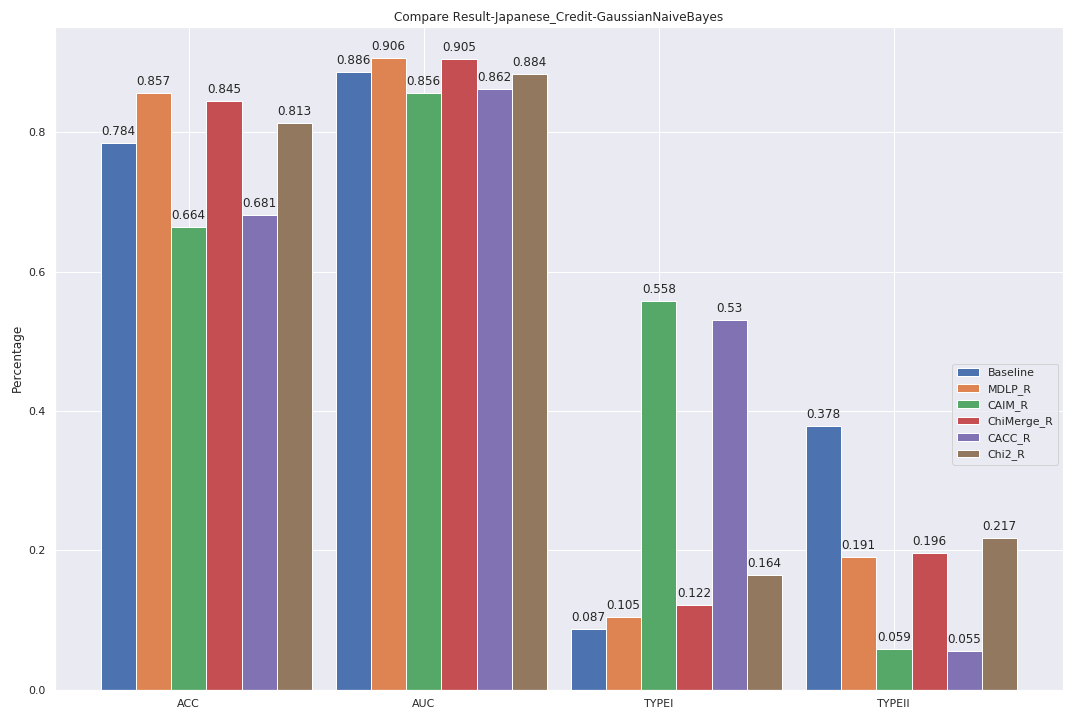 Compare Result-Japanese_Credit-GaussianNaiveBayes
Percentage
0.8
0.6
0.4
0.2
0.0
0.784
0.857
0.664
0.845
0.681
0.813
0.886
0.906
0.856
0.905
0.862
0.884
0.087
0.105
0.558
0.122
0.53
0.164
0.378
0.191
0.059
0.196
0.055
0.217
Baseline
MDLP_R
CAIM_R
ChiMerge_R
CACC_R
Chi2_R
ACC
AUC
TYPEI
TYPEII